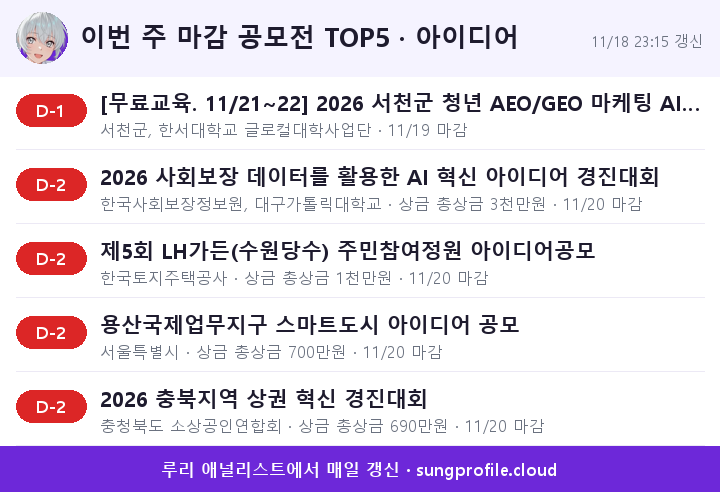 이번 주 마감 공모전 TOP5 · 아이디어
11/18 23:15 갱신
D-1
[무료교육. 11/21~22] 2026 서천군 청년 AEO/GEO 마케팅 AI...
서천군, 한서대학교 글로컬대학사업단 · 11/19 마감
D-2
2026 사회보장 데이터를 활용한 AI 혁신 아이디어 경진대회
한국사회보장정보원, 대구가톨릭대학교 · 상금 총상금 3천만원 · 11/20 마감
D-2
제5회 LH가든(수원당수) 주민참여정원 아이디어공모
한국토지주택공사 · 상금 총상금 1천만원 · 11/20 마감
D-2
용산국제업무지구 스마트도시 아이디어 공모
서울특별시 · 상금 총상금 700만원 · 11/20 마감
D-2
2026 충북지역 상권 혁신 경진대회
충청북도 소상공인연합회 · 상금 총상금 690만원 · 11/20 마감
루리 애널리스트에서 매일 갱신 · sungprofile.cloud